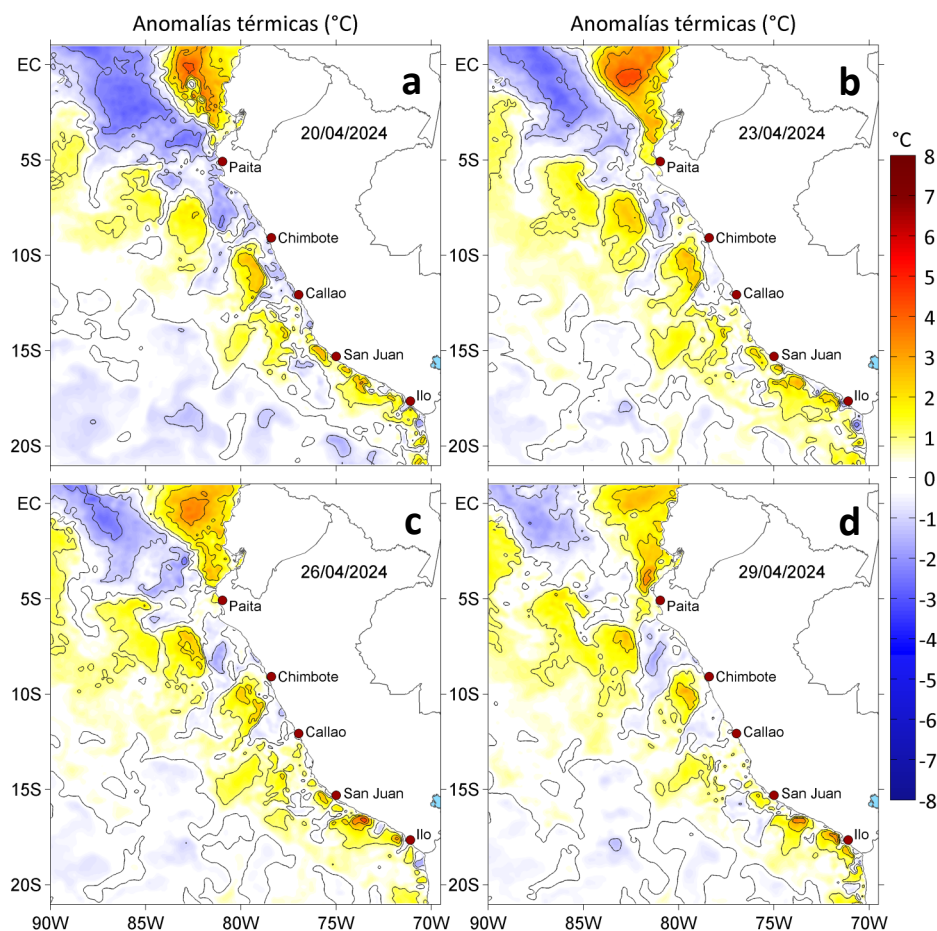 Anomalías térmicas (°C)
Anomalías térmicas (°C)
EC
5S
10S
15S
20S
a
20/04/2024
Paita
Chimbote
Callao
San Juan
Ilo
EC
5S
10S
15S
20S
b
23/04/2024
Paita
Chimbote
Callao
San Juan
Ilo
°C
8
7
6
5
4
3
2
1
0
-1
-2
-3
-4
-5
-6
-7
-8
EC
5S
10S
15S
20S
c
26/04/2024
Paita
Chimbote
Callao
San Juan
Ilo
90W 85W 80W 75W 70W
EC
5S
10S
15S
20S
d
29/04/2024
Paita
Chimbote
Callao
San Juan
Ilo
90W 85W 80W 75W 70W